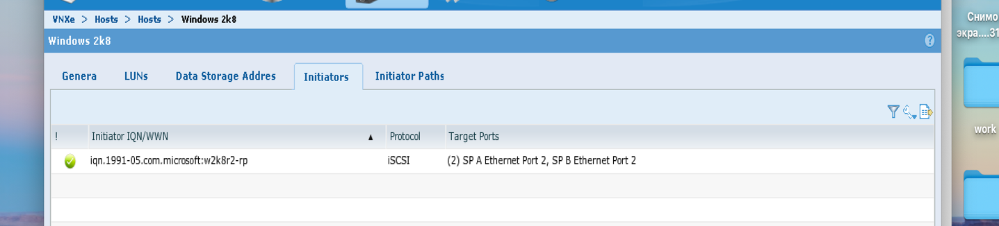 VNXe > Hosts > Hosts > Windows 2k8
Windows 2k8
Genera LUNs Data Storage Addres Initiators Initiator Paths
! Initiator IQN/WWN Protocol Target Ports
iqn.1991-05.com.microsoft:w2k8r2-rp iSCSI (2) SP A Ethernet Port 2, SP B Ethernet Port 2
Снимо
экра....31
work